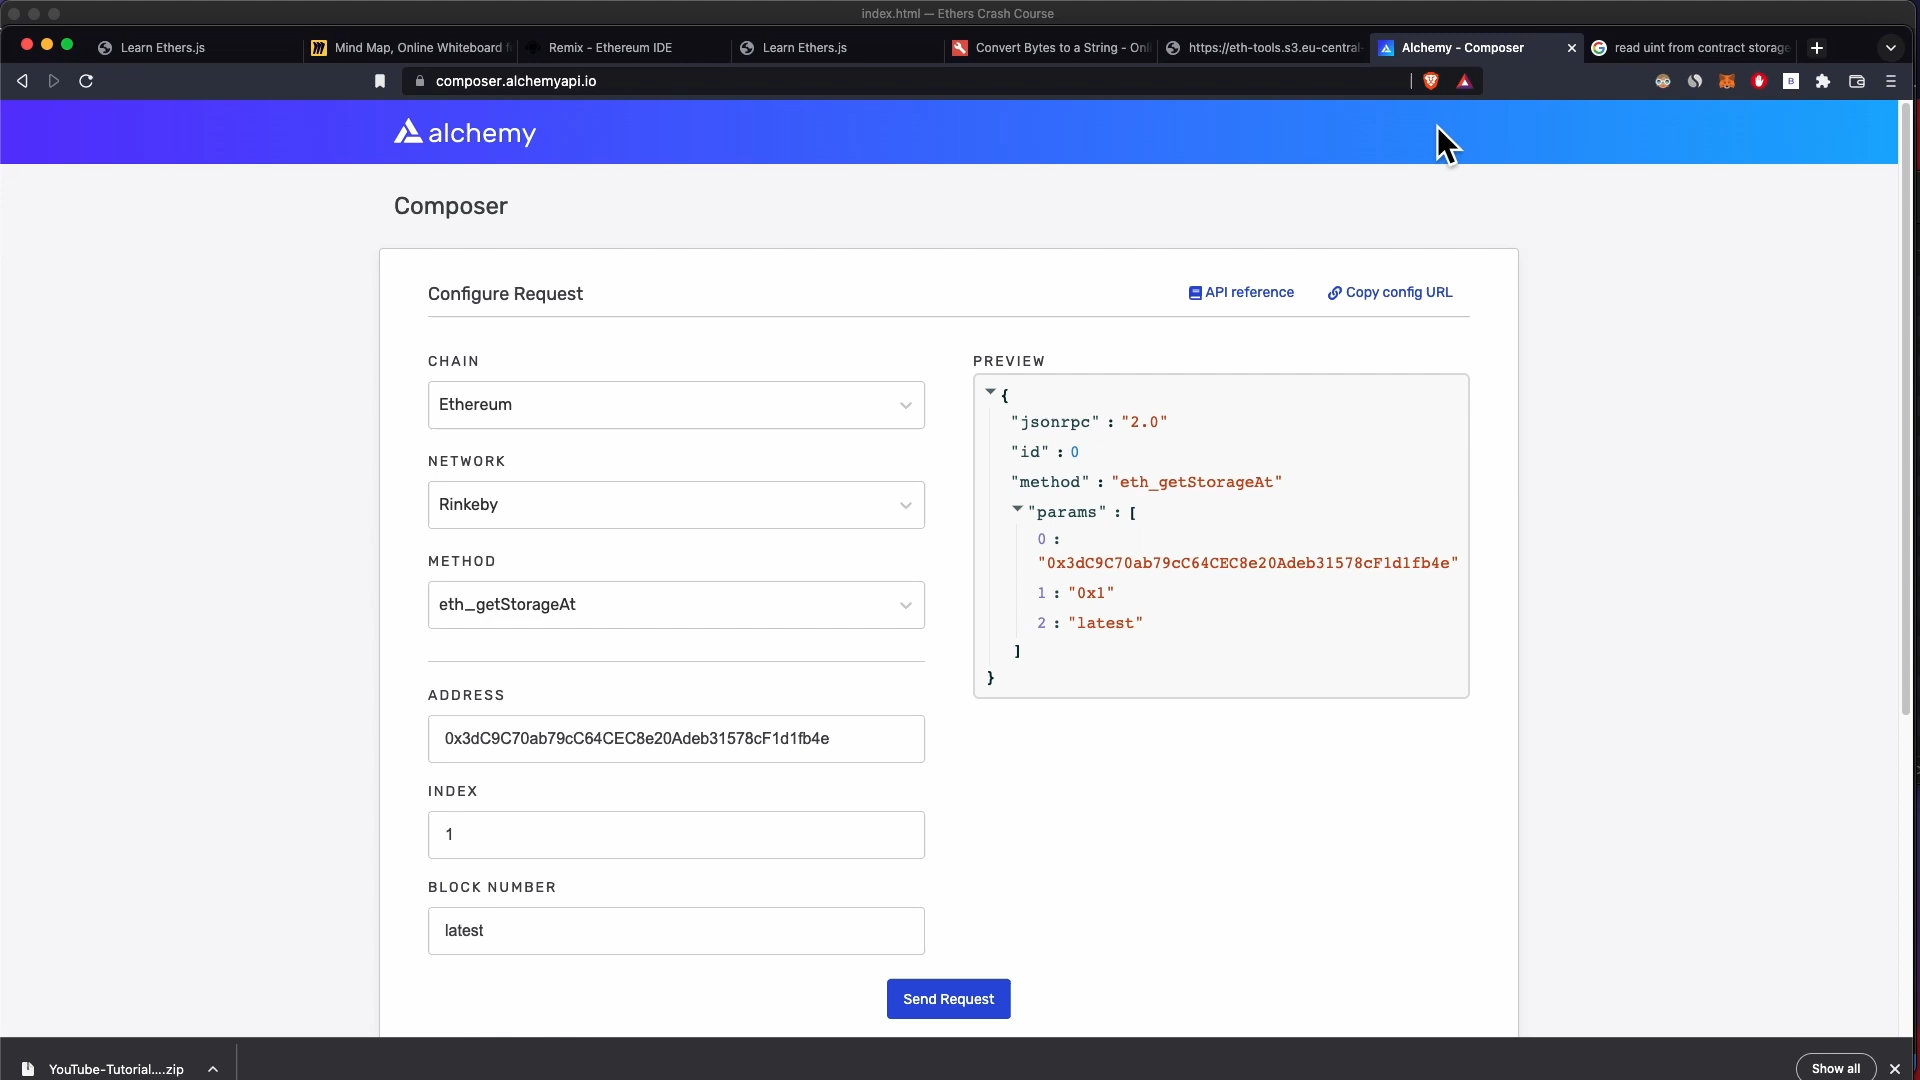 index.html — Ethers Crash Course
Learn Ethers.js
Mind Map, Online Whiteboard f
Remix - Ethereum IDE
Learn Ethers.js
Convert Bytes to a String - Onl
https://eth-tools.s3.eu-central-
Alchemy - Composer
read uint from contract storage
composer.alchemyapi.io
alchemy
Composer
Configure Request
API reference
Copy config URL
CHAIN
Ethereum
NETWORK
Rinkeby
METHOD
eth_getStorageAt
ADDRESS
0x3dC9C70ab79cC64CEC8e20Adeb31578cF1d1fb4e
INDEX
1
BLOCK NUMBER
latest
PREVIEW
{
"jsonrpc" : "2.0"
"id" : 0
"method" : "eth_getStorageAt"
"params" : [
0 :
"0x3dC9C70ab79cC64CEC8e20Adeb31578cF1d1fb4e"
1 : "0x1"
2 : "latest"
]
}
Send Request
YouTube-Tutorial....zip
Show all